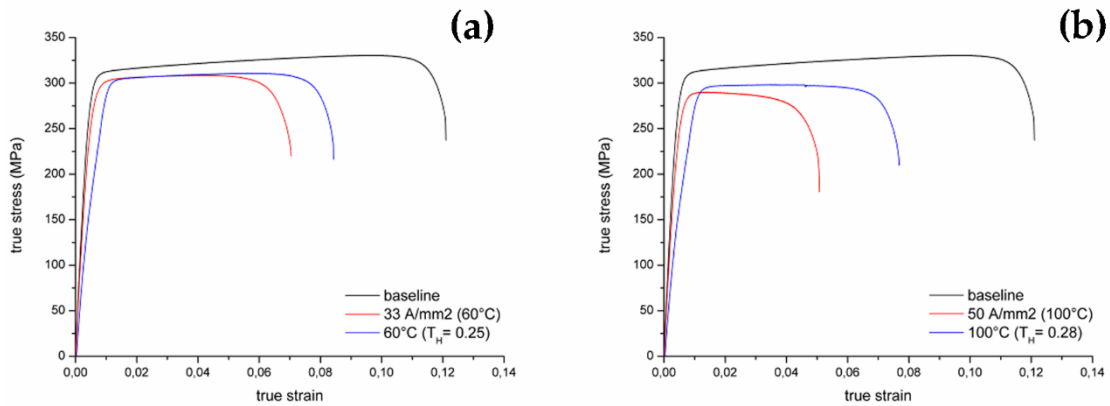 (a)
350
300
250
200
150
100
50
0
true stress (MPa)
0,00 0,02 0,04 0,06 0,08 0,10 0,12 0,14
true strain
baseline
33 A/mm2 (60°C)
60°C (T_H= 0.25)
(b)
350
300
250
200
150
100
50
0
true stress (MPa)
0,00 0,02 0,04 0,06 0,08 0,10 0,12 0,14
true strain
baseline
50 A/mm2 (100°C)
100°C (T_H= 0.28)